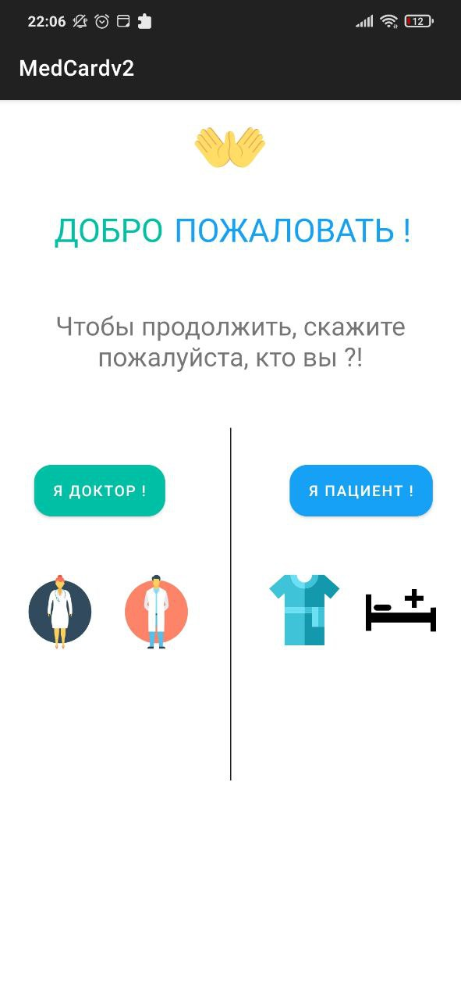 22:06
12
MedCardv2
ДОБРО ПОЖАЛОВАТЬ !
Чтобы продолжить, скажите
пожалуйста, кто вы ?!
Я ДОКТОР !
Я ПАЦИЕНТ !